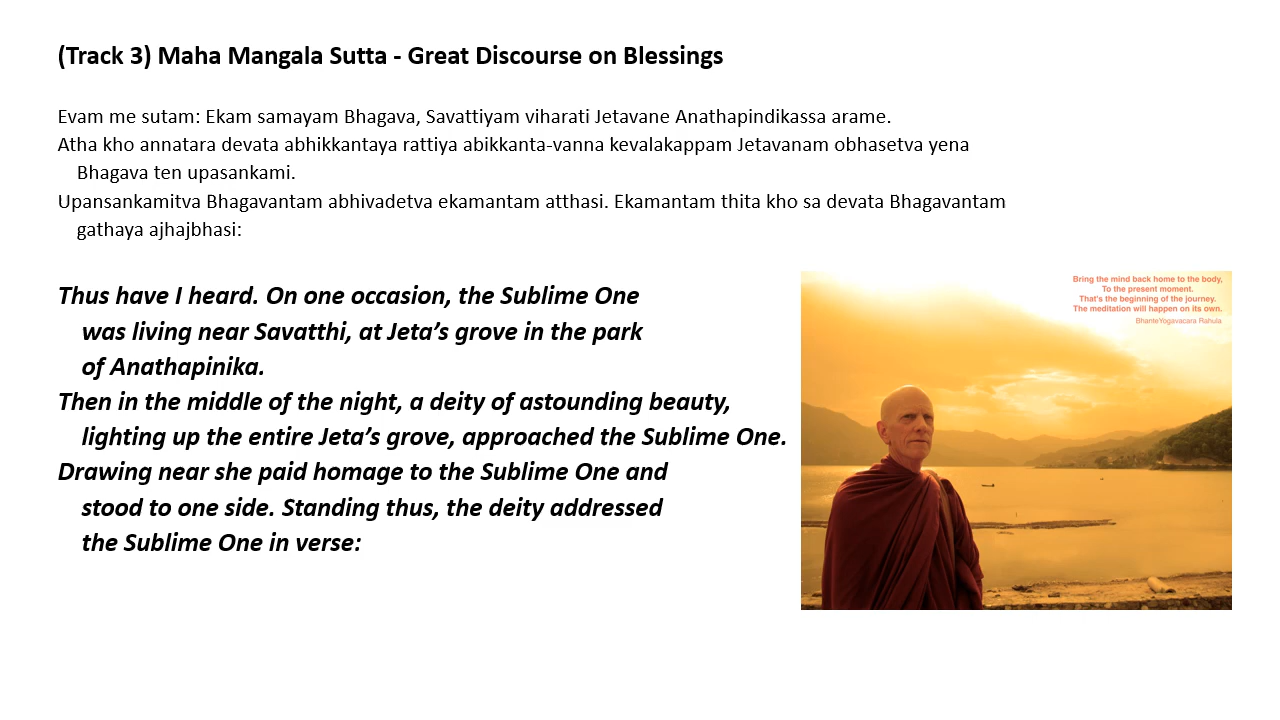 (Track 3) Maha Mangala Sutta - Great Discourse on Blessings
Evam me sutam: Ekam samayam Bhagava, Savattiyam viharati Jetavane Anathapindikassa arame.
Atha kho annatara devata abhikkantaya rattiya abikkanta-vanna kevalakappam Jetavanam obhasetva yena
Bhagava ten upasankami.
Upansankamitva Bhagavantam abhivadetva ekamantam atthasi. Ekamantam thita kho sa devata Bhagavantam
gathaya ajhajbhasi:
Thus have I heard. On one occasion, the Sublime One
was living near Savatthi, at Jeta’s grove in the park
of Anathapinika.
Then in the middle of the night, a deity of astounding beauty,
lighting up the entire Jeta’s grove, approached the Sublime One.
Drawing near she paid homage to the Sublime One and
stood to one side. Standing thus, the deity addressed
the Sublime One in verse:
Bring the mind back home to the body,
To the present moment.
That's the beginning of the journey.
The meditation will happen on its own.
BhanteYogavacara Rahula